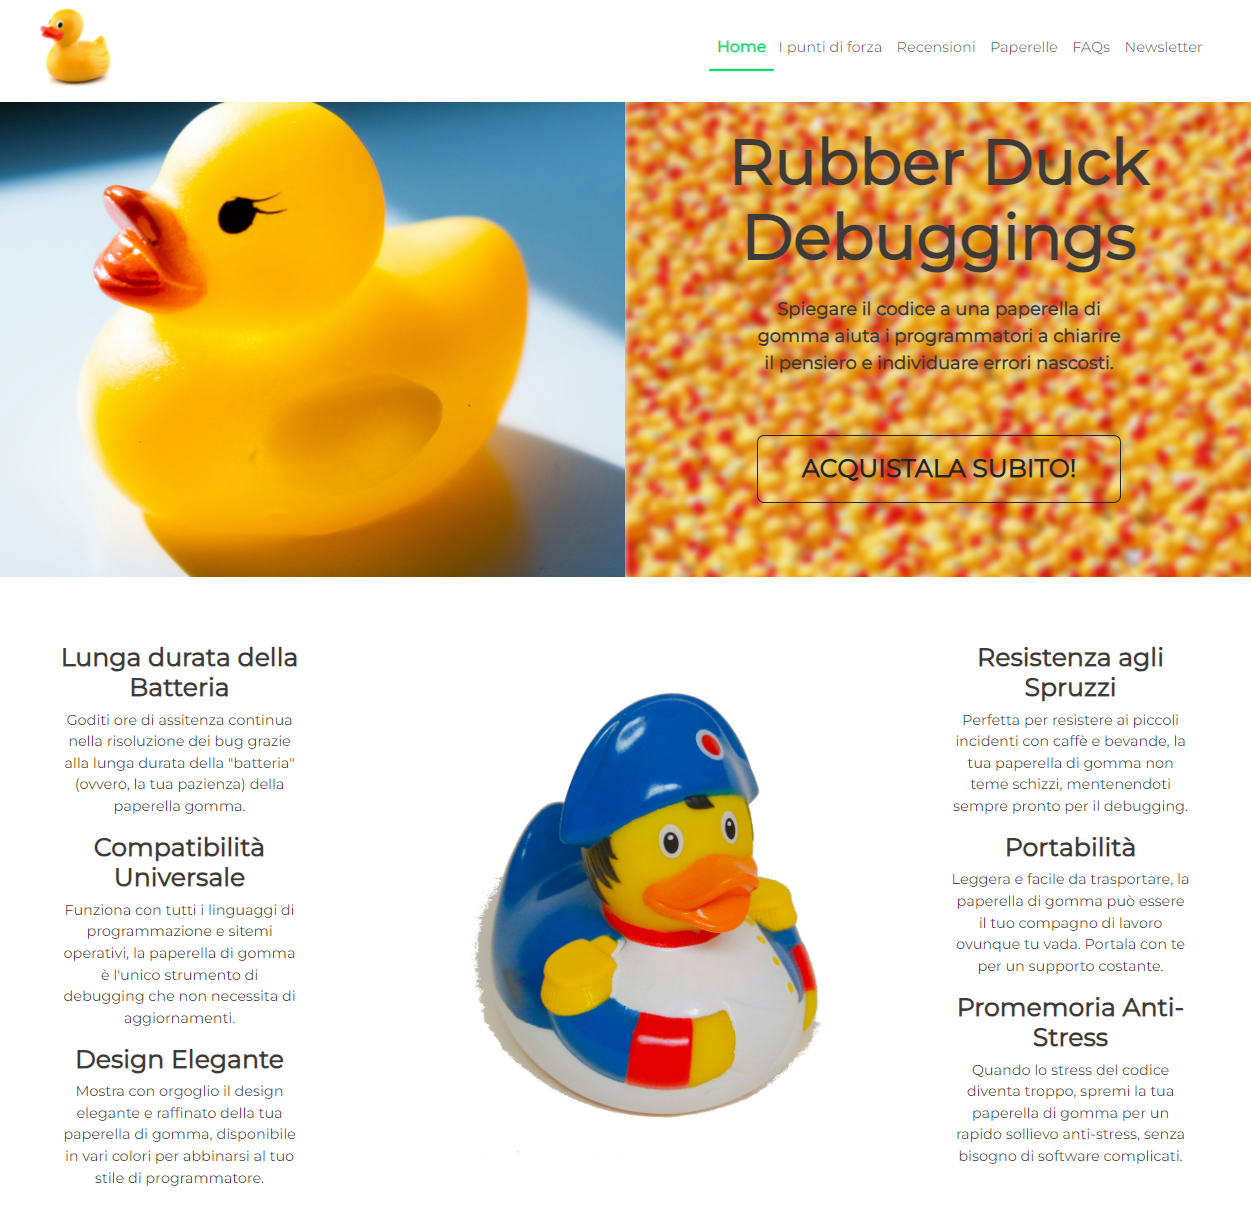 Home I punti di forza Recensioni Paperelle FAQs Newsletter
Rubber Duck
Debuggings
Spiegare il codice a una paperella di
gomma aiuta i programmatori a chiarire
il pensiero e individuare errori nascosti.
ACQUISTALA SUBITO!
Lunga durata della
Batteria
Goditi ore di assitenza continua
nella risoluzione dei bug grazie
alla lunga durata della "batteria"
(ovvero, la tua pazienza) della
paperella gomma.
Compatibilità
Universale
Funziona con tutti i linguaggi di
programmazione e sitemi
operativi, la paperella di gomma
è l'unico strumento di
debugging che non necessita di
aggiornamenti.
Design Elegante
Mostra con orgoglio il design
elegante e raffinato della tua
paperella di gomma, disponibile
in vari colori per abbinarsi al tuo
stile di programmatore.
Resistenza agli
Spruzzi
Perfetta per resistere ai piccoli
incidenti con caffè e bevande, la
tua paperella di gomma non
teme schizzi, mentenendoti
sempre pronto per il debugging.
Portabilità
Leggera e facile da trasportare, la
paperella di gomma può essere
il tuo compagno di lavoro
ovunque tu vada. Portala con te
per un supporto costante.
Promemoria Anti-
Stress
Quando lo stress del codice
diventa troppo, spremi la tua
paperella di gomma per un
rapido sollievo anti-stress, senza
bisogno di software complicati.